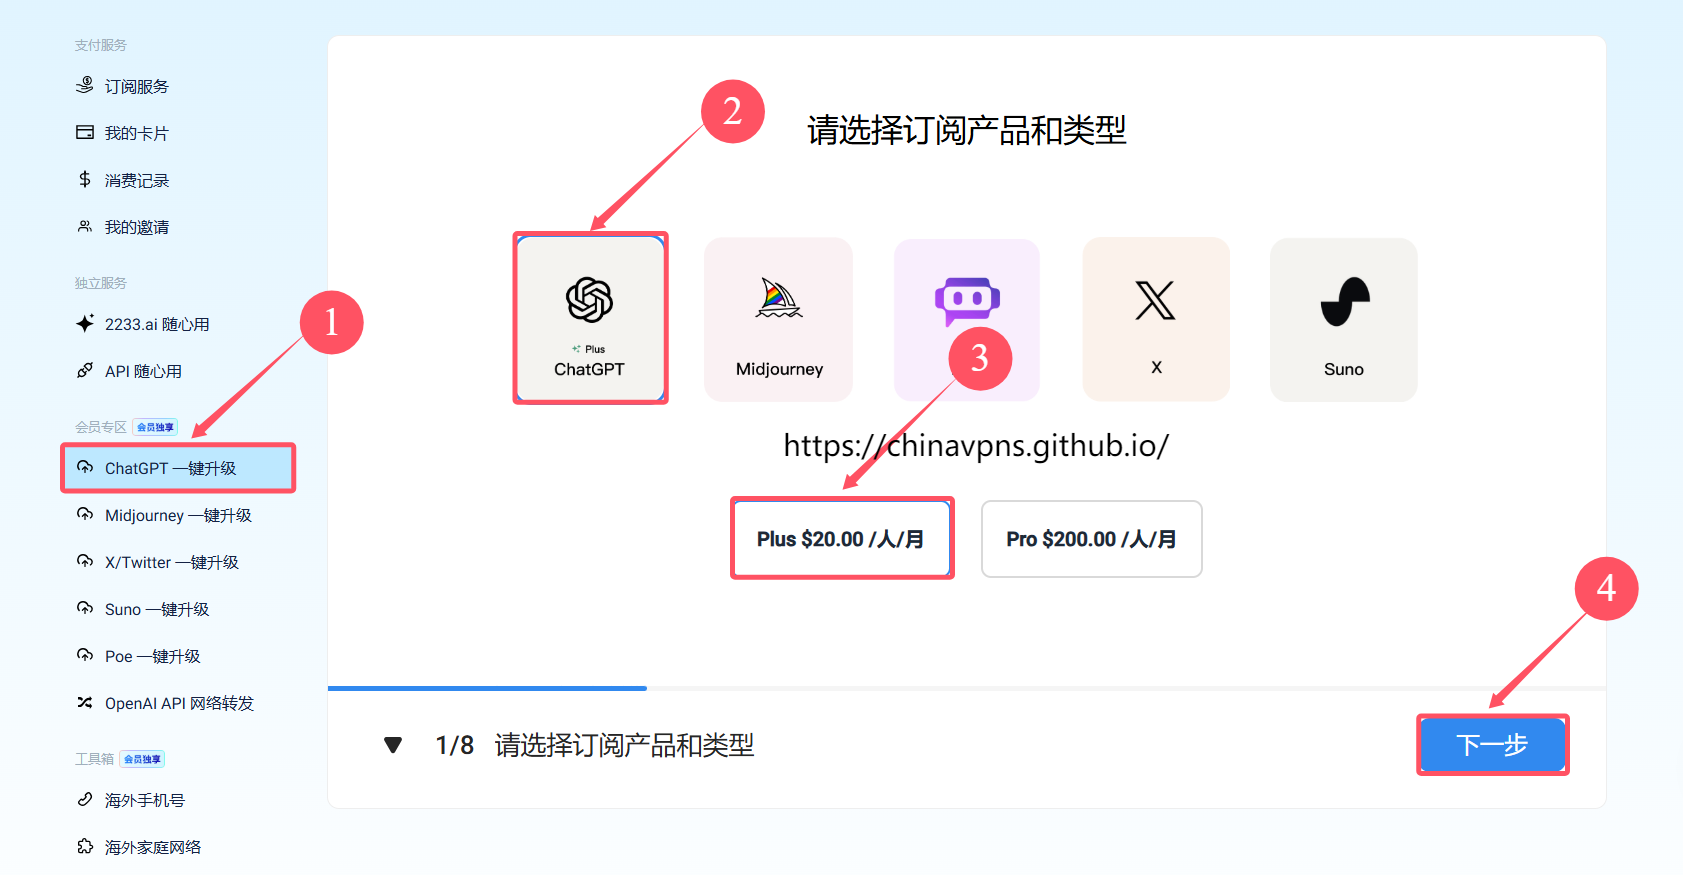 支付服务
订阅服务
我的卡片
消费记录
我的邀请
独立服务
2233.ai 随心用
API 随心用
会员专区 会员独享
ChatGPT 一键升级
Midjourney 一键升级
X/Twitter 一键升级
Suno 一键升级
Poe 一键升级
OpenAI API 网络转发
工具箱 会员独享
海外手机号
海外家庭网络
1
2
请选择订阅产品和类型
Plus
ChatGPT
Midjourney
3
X
Suno
https://chinavpns.github.io/
Plus $20.00 /人/月
Pro $200.00 /人/月
4
1/8 请选择订阅产品和类型
下一步